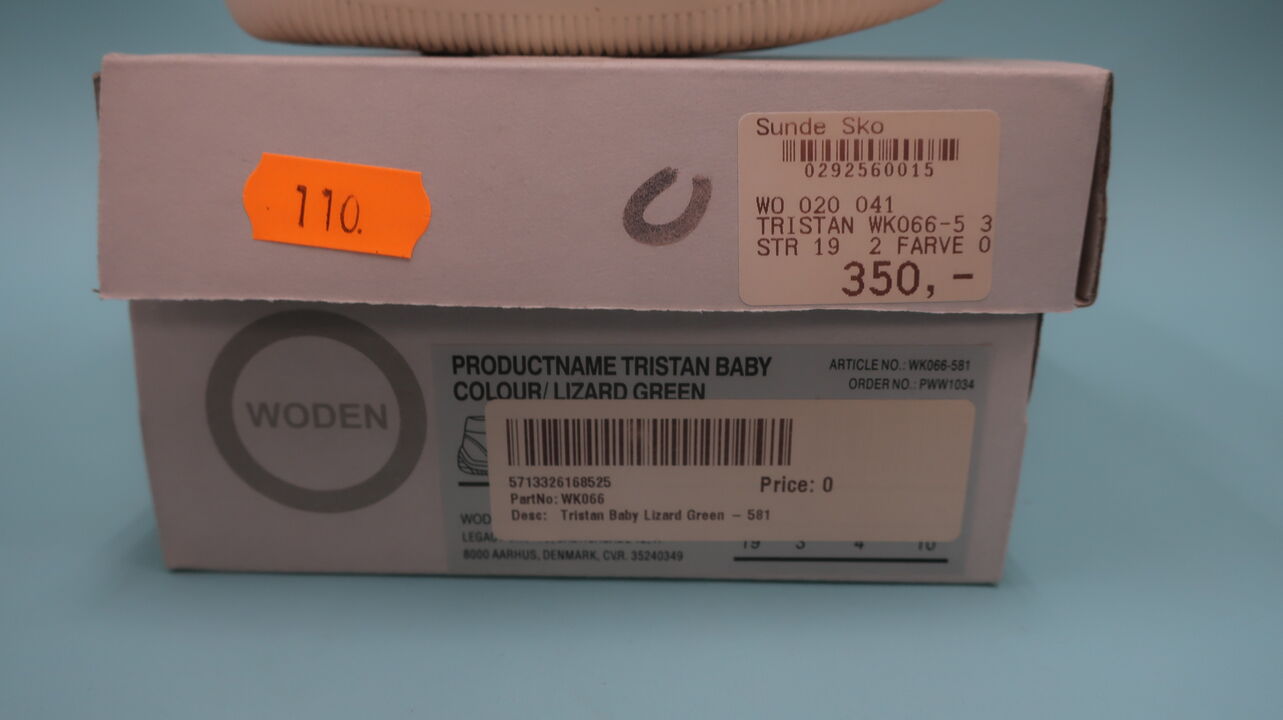 110.
Sunde Sko
0292560015
WO 020 041
TRISTAN WK066-5 3
STR 19 2 FARVE 0
350,-
WODEN
PRODUCTNAME TRISTAN BABY
COLOUR/ LIZARD GREEN
ARTICLE NO.: WK066-581
ORDER NO.: PWW1034
5713326168525
Price: 0
PartNo: WK066
Desc: Tristan Baby Lizard Green - 581
8000 AARHUS, DENMARK, CVR. 35240349
19 3 4 10